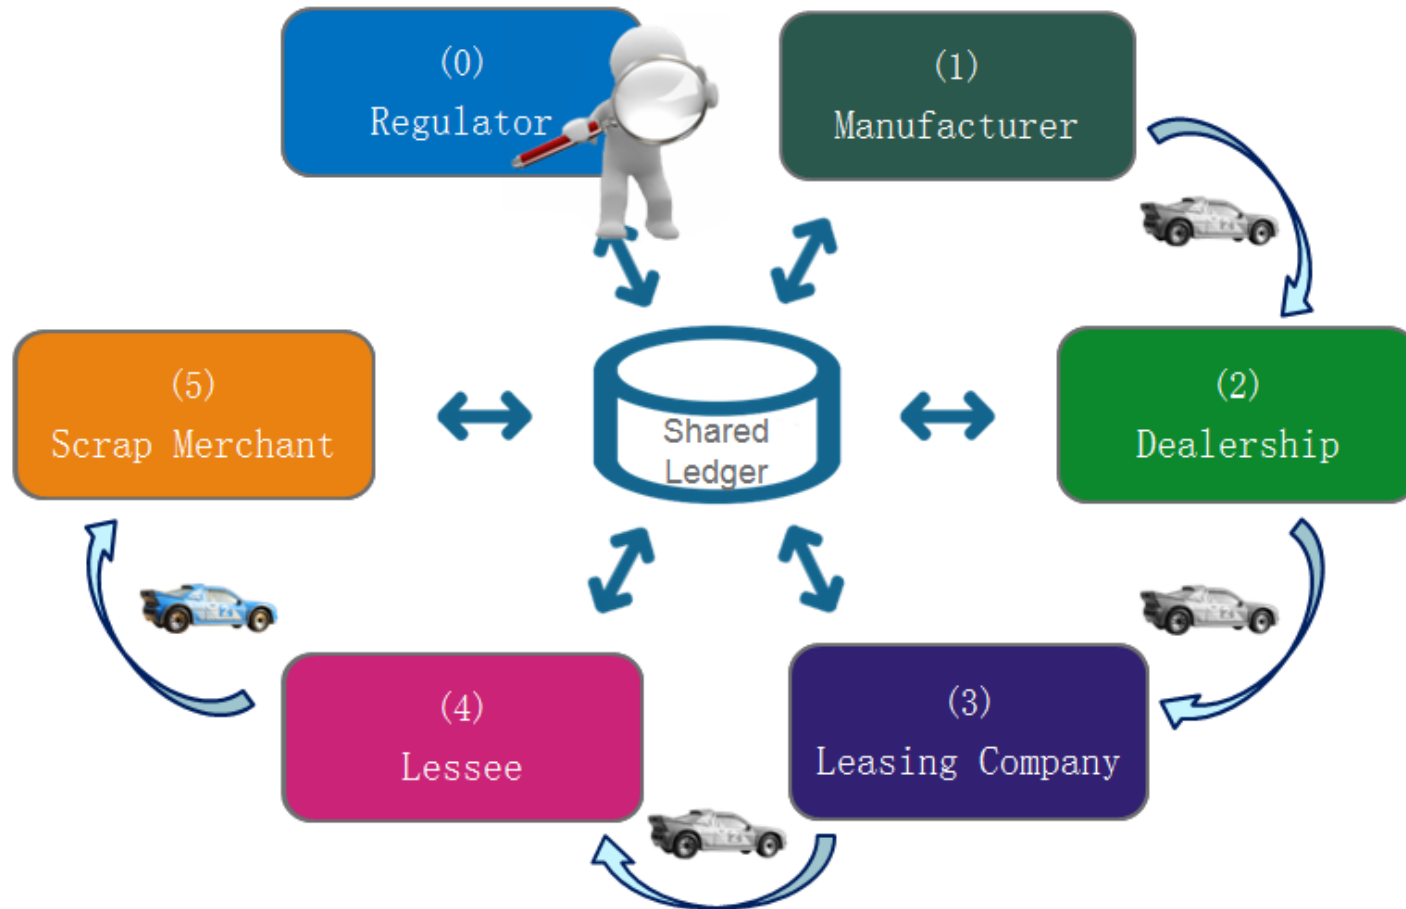 (0)
Regulator
(1)
Manufacturer
(5)
Scrap Merchant
Shared
Ledger
(2)
Dealership
(4)
Lessee
(3)
Leasing Company